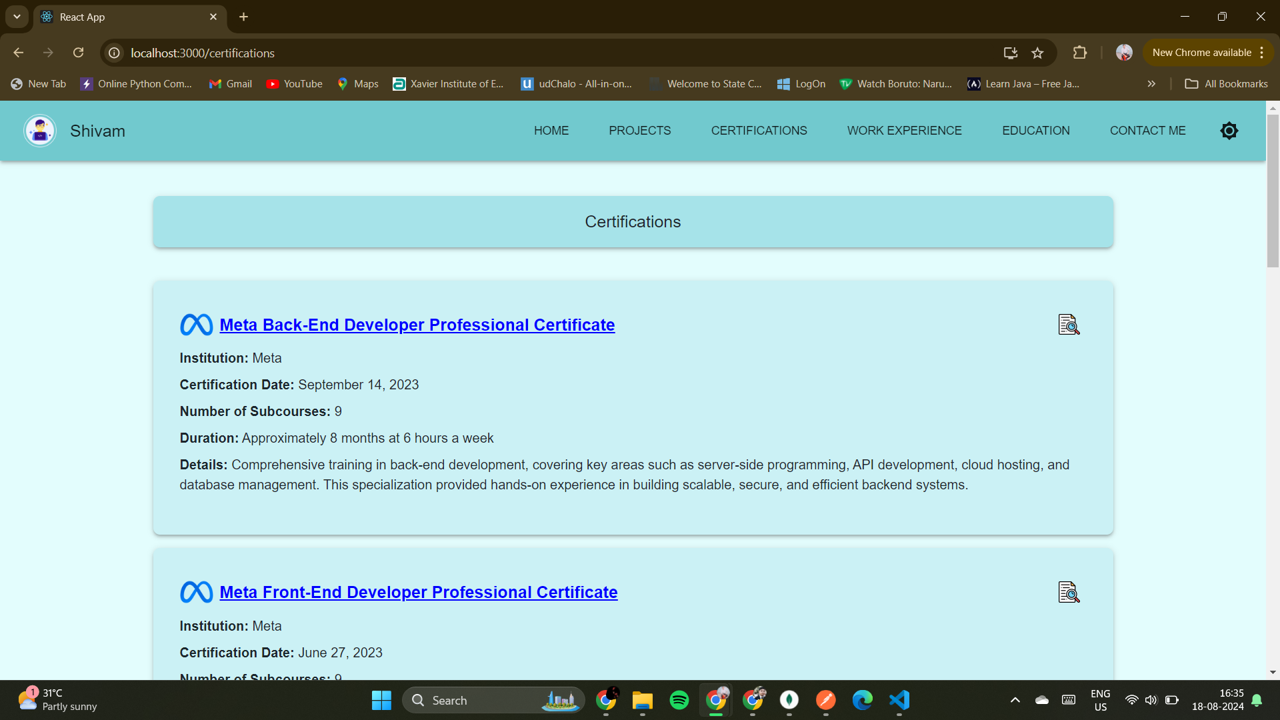 React App
localhost:3000/certifications
New Chrome available
New Tab
Online Python Com...
Gmail
YouTube
Maps
Xavier Institute of E...
udChalo - All-in-on...
Welcome to State C...
LogOn
Watch Boruto: Naru...
Learn Java – Free Ja...
All Bookmarks
Shivam
HOME
PROJECTS
CERTIFICATIONS
WORK EXPERIENCE
EDUCATION
CONTACT ME
Certifications
Meta Back-End Developer Professional Certificate
Institution: Meta
Certification Date: September 14, 2023
Number of Subcourses: 9
Duration: Approximately 8 months at 6 hours a week
Details: Comprehensive training in back-end development, covering key areas such as server-side programming, API development, cloud hosting, and
database management. This specialization provided hands-on experience in building scalable, secure, and efficient backend systems.
Meta Front-End Developer Professional Certificate
Institution: Meta
Certification Date: June 27, 2023
Number of Subcourses: 9
1
31°C
Partly sunny
Search
ENG
US
16:35
18-08-2024